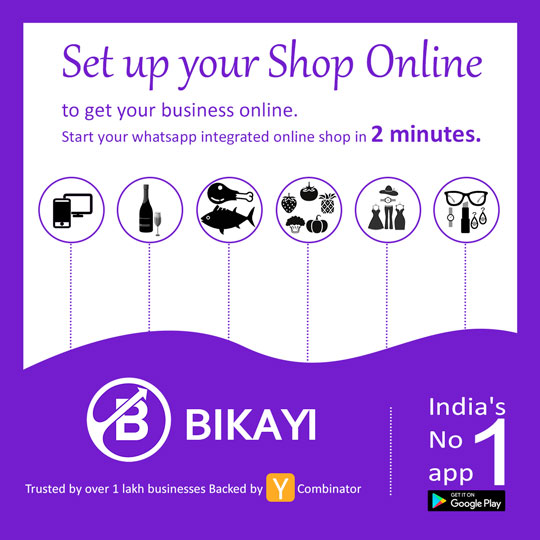 Set up your Shop Online
to get your business online.
Start your whatsapp integrated online shop in 2 minutes.
B BIKAYI
Trusted by over 1 lakh businesses Backed by Y Combinator
India's
No 1
app
GET IT ON
Google Play